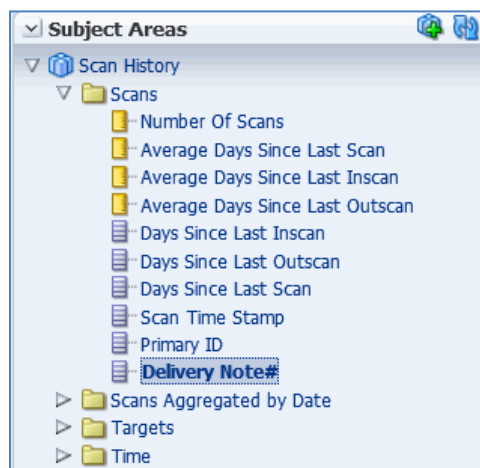 Subject Areas
Scan History
Scans
Number Of Scans
Average Days Since Last Scan
Average Days Since Last Inscan
Average Days Since Last Outscan
Days Since Last Inscan
Days Since Last Outscan
Days Since Last Scan
Scan Time Stamp
Primary ID
Delivery Note#
Scans Aggregated by Date
Targets
Time